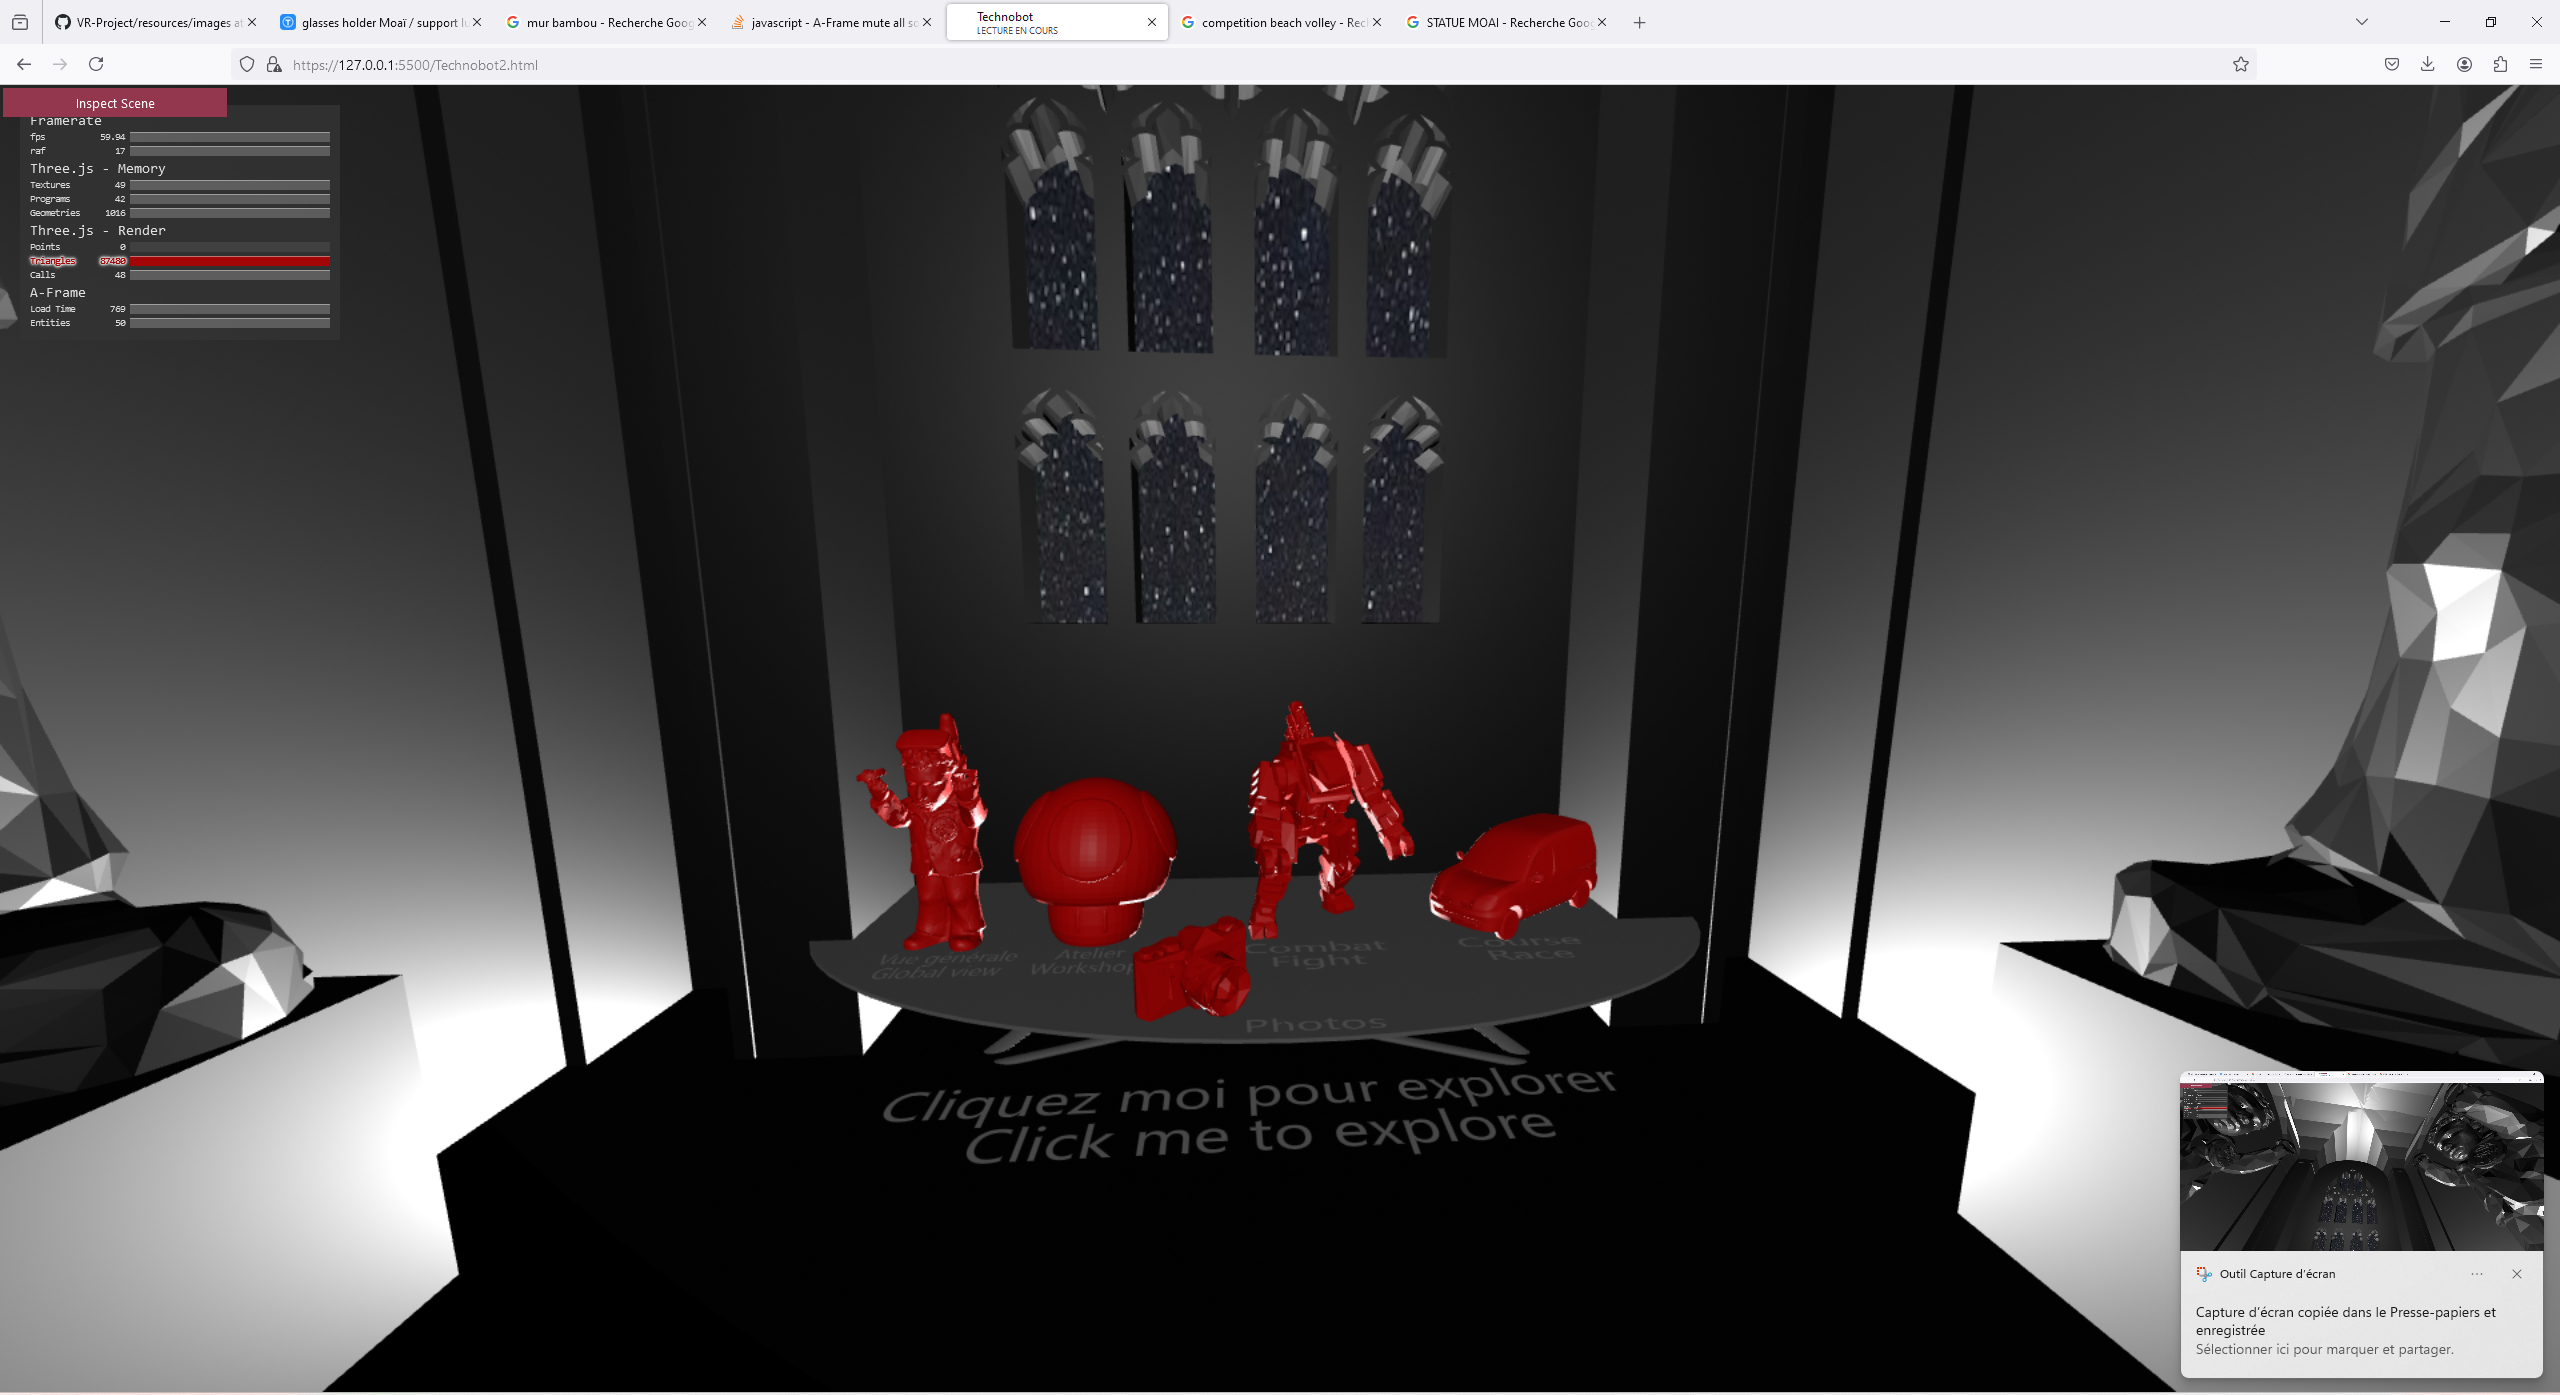 VR-Project/resources/images at
glasses holder Moaï / support lu
mur bambou - Recherche Goog
javascript - A-Frame mute all so
Technobot
LECTURE EN COURS
competition beach volley - Rec
STATUE MOAI - Recherche Goo
https://127.0.0.1:5500/Technobot2.html
Inspect Scene
Framerate
fps 59.94
raf 17
Three.js - Memory
Textures 49
Programs 42
Geometries 1016
Three.js - Render
Points 0
Triangles 87480
Calls 48
A-Frame
Load Time 769
Entities 50
Vue générale
Global view
Atelier
Workshop
Combat
Fight
Course
Race
Photos
Cliquez moi pour explorer
Click me to explore
Outil Capture d'écran
Capture d'écran copiée dans le Presse-papiers et
enregistrée
Sélectionner ici pour marquer et partager.